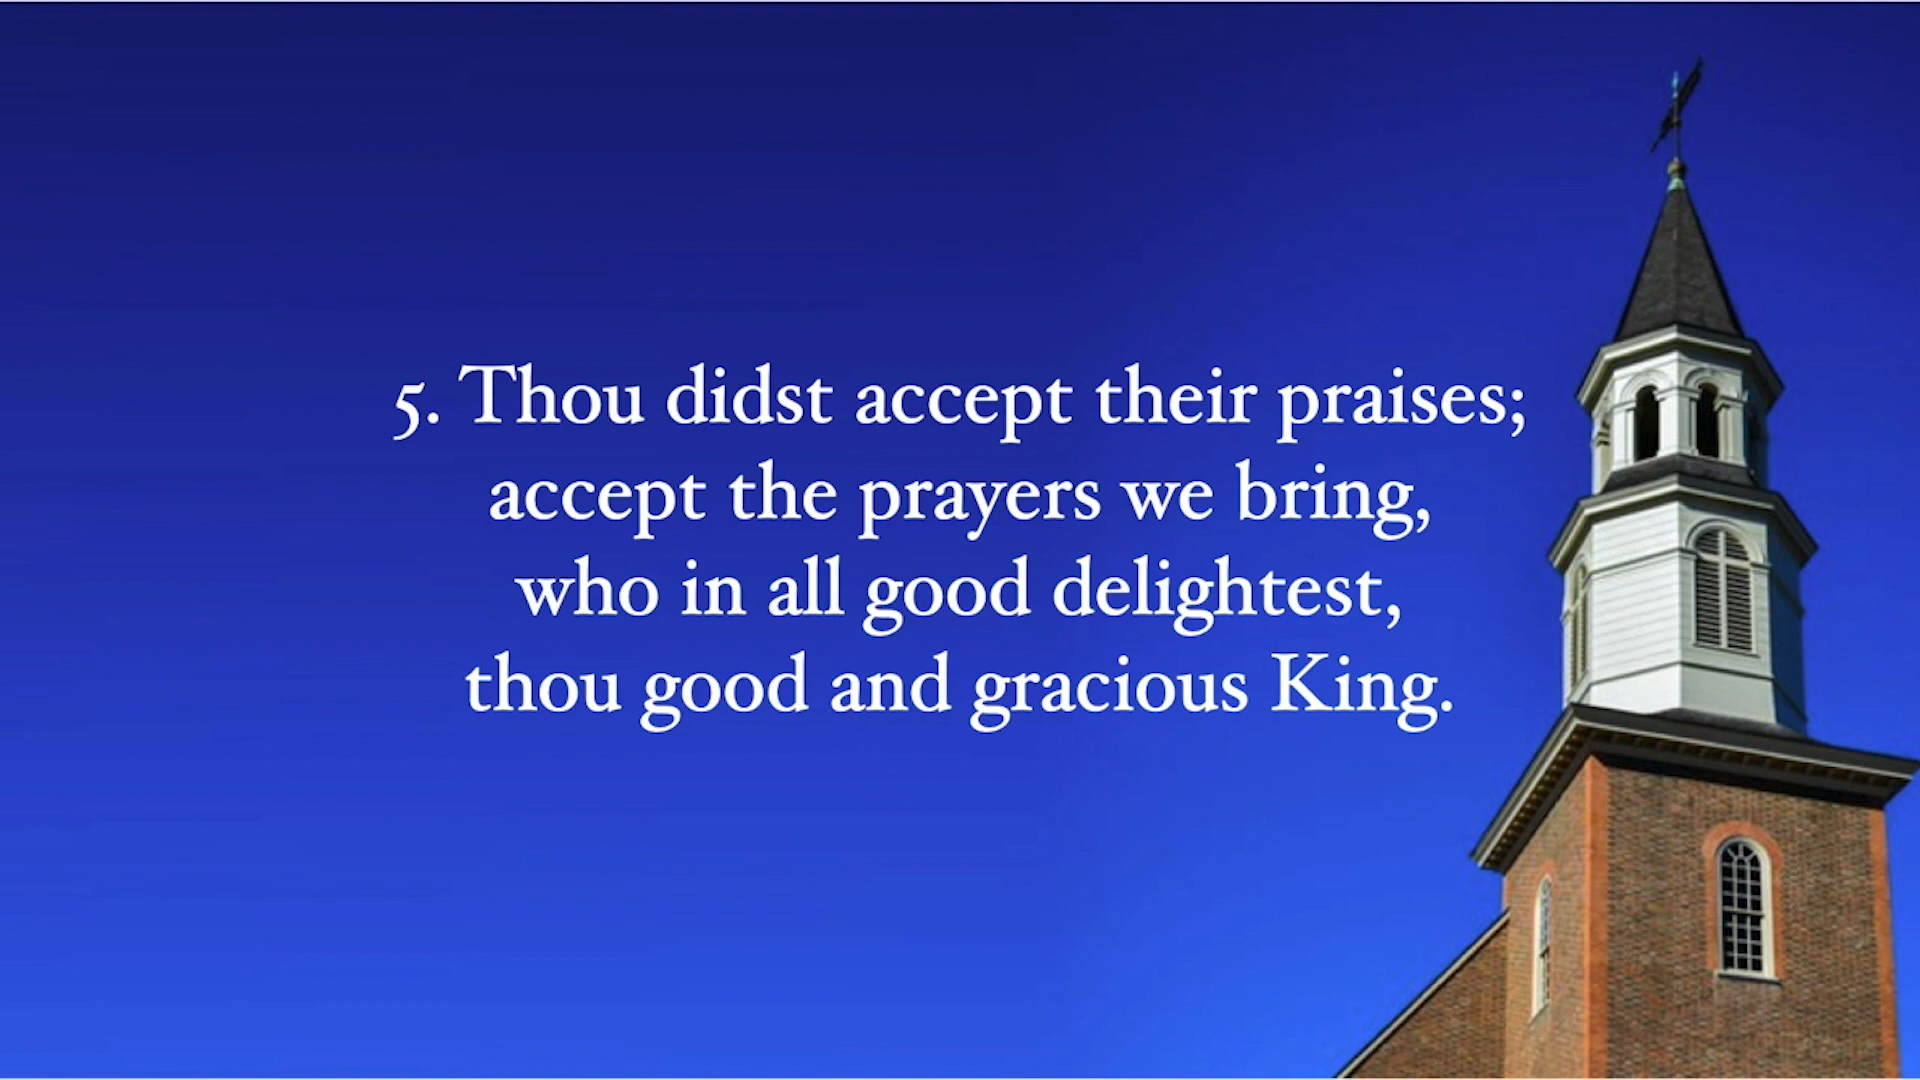 5. Thou didst accept their praises;
accept the prayers we bring,
who in all good delightest,
thou good and gracious King.